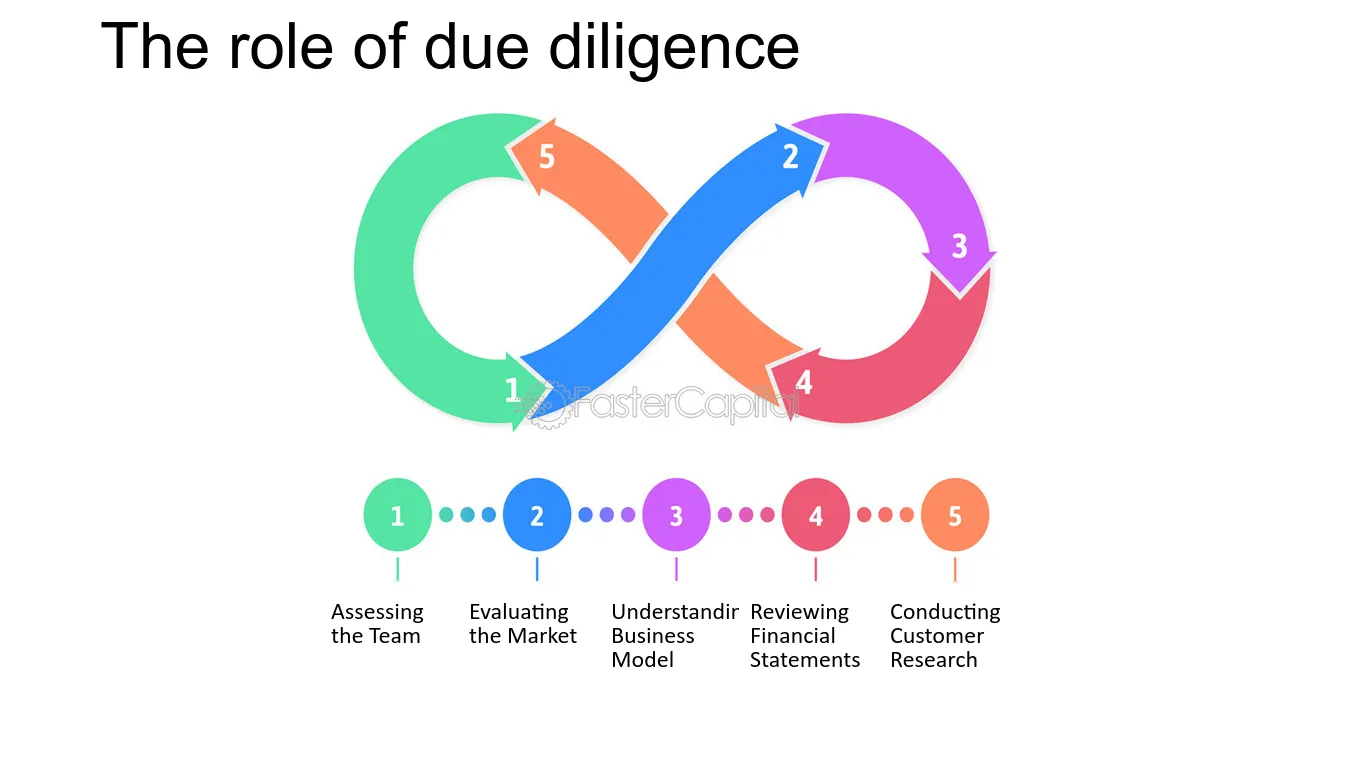 The role of due diligence
5
2
3
1
4
FasterCapital
1
2
3
4
5
Assessing
the Team
Evaluating
the Market
Understandin
Business
Model
Reviewing
Financial
Statements
Conducting
Customer
Research